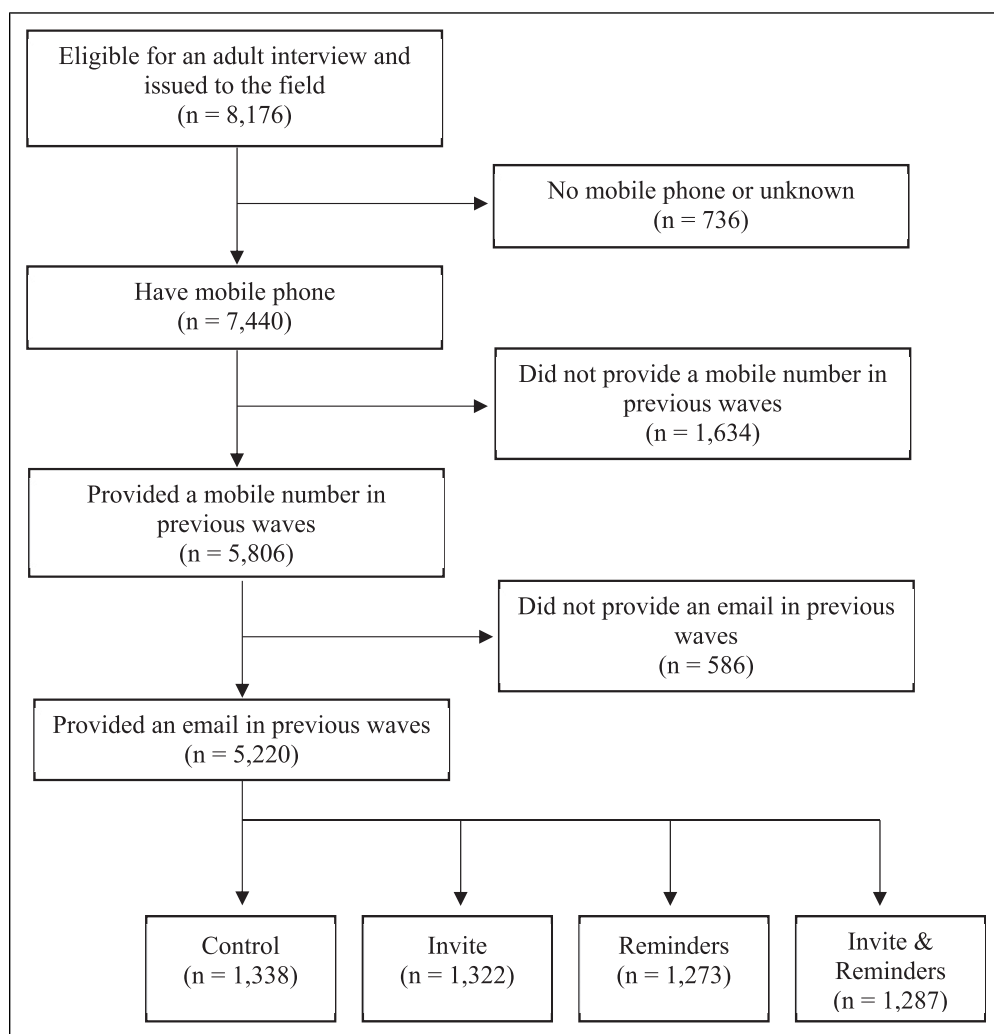 Eligible for an adult interview and
issued to the field
(n = 8,176)
No mobile phone or unknown
(n = 736)
Have mobile phone
(n = 7,440)
Did not provide a mobile number in
previous waves
(n = 1,634)
Provided a mobile number in
previous waves
(n = 5,806)
Did not provide an email in previous
waves
(n = 586)
Provided an email in previous waves
(n = 5,220)
Control
(n = 1,338)
Invite
(n = 1,322)
Reminders
(n = 1,273)
Invite &
Reminders
(n = 1,287)